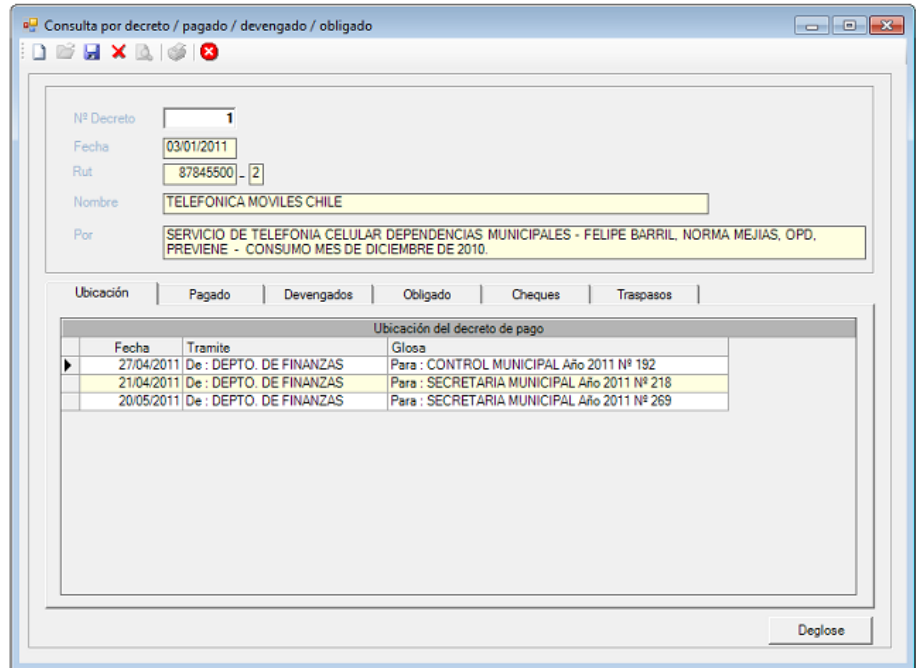 Consulta por decreto / pagado / devengado / obligado
Nº Decreto 1
Fecha 03/01/2011
Rut 87845500 - 2
Nombre TELEFONICA MOVILES CHILE
Por SERVICIO DE TELEFONIA CELULAR DEPENDENCIAS MUNICIPALES - FELIPE BARRIL, NORMA MEJIAS, OPD,
PREVIENE - CONSUMO MES DE DICIEMBRE DE 2010.
Ubicación Pagado Devengados Obligado Cheques Traspasos
Ubicación del decreto de pago
Fecha Tramite Glosa
27/04/2011 De : DEPTO. DE FINANZAS Para : CONTROL MUNICIPAL Año 2011 Nº 192
21/04/2011 De : DEPTO. DE FINANZAS Para : SECRETARIA MUNICIPAL Año 2011 Nº 218
20/05/2011 De : DEPTO. DE FINANZAS Para : SECRETARIA MUNICIPAL Año 2011 Nº 269
Deglose